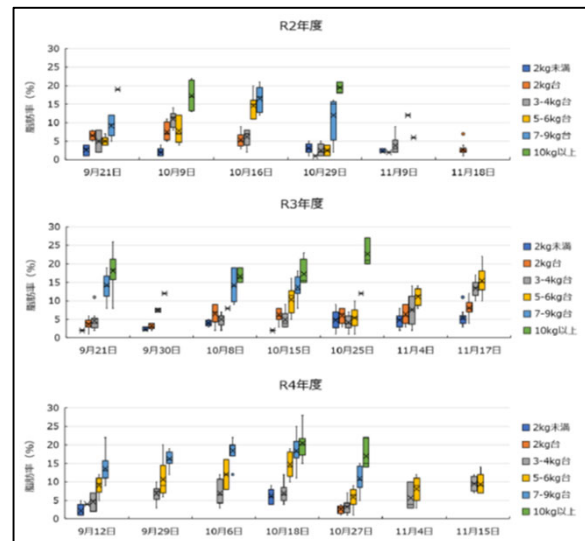 R2年度
脂肪率（%）
30
25
20
15
10
5
0
9月21日 10月9日 10月16日 10月29日 11月9日 11月18日
2kg未満
2kg台
3-4kg台
5-6kg台
7-9kg台
10kg以上
R3年度
脂肪率（%）
30
25
20
15
10
5
0
9月21日 9月30日 10月8日 10月15日 10月25日 11月4日 11月17日
2kg未満
2kg台
3-4kg台
5-6kg台
7-9kg台
10kg以上
R4年度
脂肪率（%）
30
25
20
15
10
5
0
9月12日 9月29日 10月6日 10月18日 10月27日 11月4日 11月15日
2kg未満
2kg台
3-4kg台
5-6kg台
7-9kg台
10kg以上